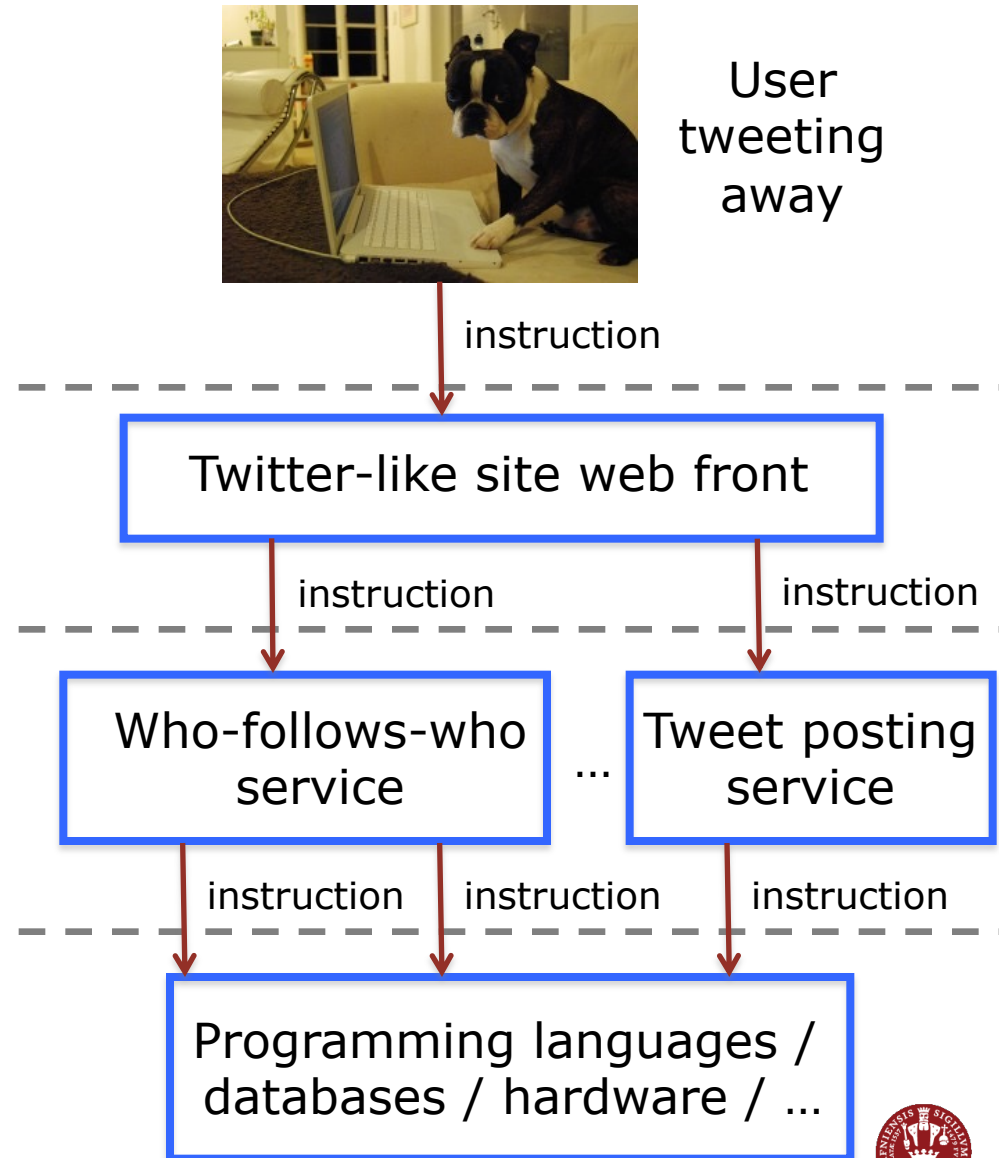 User
tweeting
away
instruction
Twitter-like site web front
instruction
instruction
Who-follows-who
service
...
Tweet posting
service
instruction
instruction
instruction
Programming languages /
databases / hardware / ...
SIGILLVM